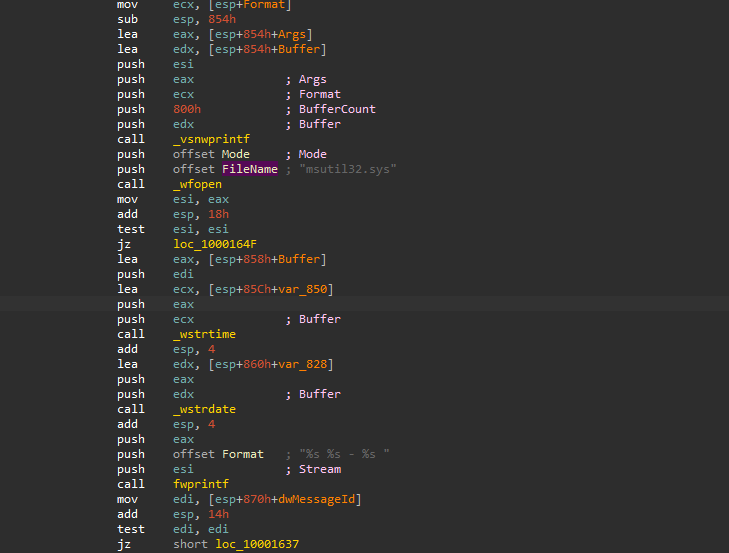 mov ecx, [esp+Format]
sub esp, 854h
lea eax, [esp+854h+Args]
lea edx, [esp+854h+Buffer]
push esi
push eax ; Args
push ecx ; Format
push 800h ; BufferCount
push edx ; Buffer
call _vsnwprintf
push offset Mode ; Mode
push offset FileName ; "msutil32.sys"
call _wfopen
mov esi, eax
add esp, 18h
test esi, esi
jz loc_1000164F
lea eax, [esp+858h+Buffer]
push edi
lea ecx, [esp+85Ch+var_850]
push eax
push ecx ; Buffer
call _wstrtime
add esp, 4
lea edx, [esp+860h+var_828]
push eax
push edx ; Buffer
call _wstrdate
add esp, 4
push eax
push offset Format ; "%s %s - %s "
push esi ; Stream
call fwprintf
mov edi, [esp+870h+dwMessageId]
add esp, 14h
test edi, edi
jz short loc_10001637